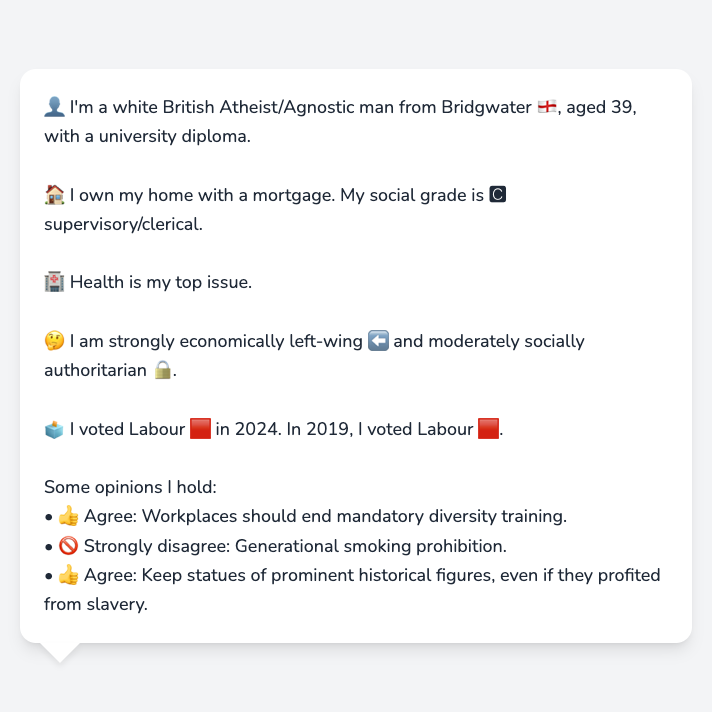 👤 I'm a white British Atheist/Agnostic man from Bridgwater 🏴󠁧󠁢󠁥󠁮󠁧󠁿, aged 39,
with a university diploma.
🏠 I own my home with a mortgage. My social grade is 🅲
supervisory/clerical.
🏥 Health is my top issue.
🤔 I am strongly economically left-wing ⬅️ and moderately socially
authoritarian 🔒.
🗳️ I voted Labour 🟥 in 2024. In 2019, I voted Labour 🟥.
Some opinions I hold:
• 👍 Agree: Workplaces should end mandatory diversity training.
• 🚫 Strongly disagree: Generational smoking prohibition.
• 👍 Agree: Keep statues of prominent historical figures, even if they profited
from slavery.